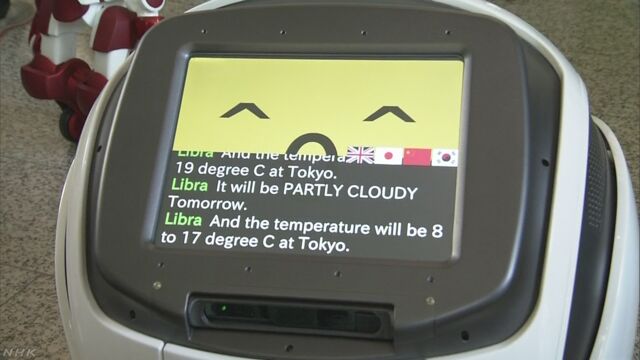 Libra And the tempera
19 degree C at Tokyo.
Libra It will be PARTLY CLOUDY
Tomorrow.
Libra And the temperature will be 8
to 17 degree C at Tokyo.
NHK